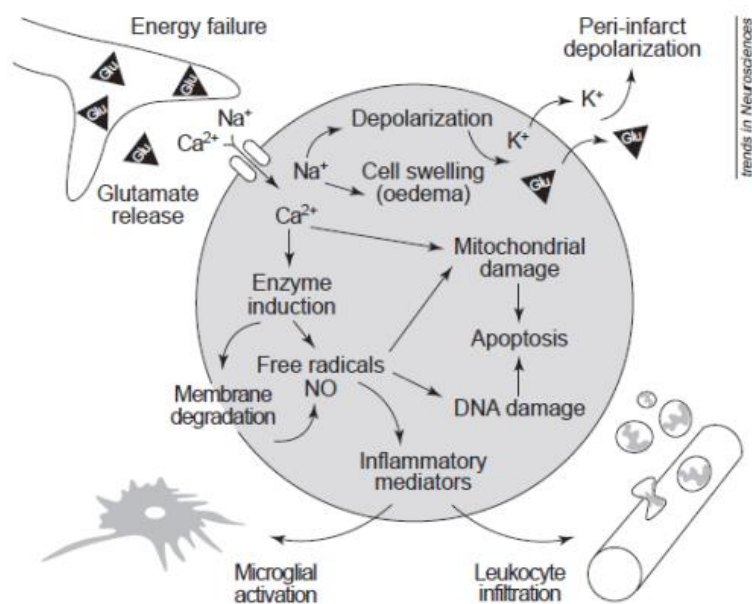 Energy failure
Peri-infarct
depolarization
trends in Neurosciences
Glu
Glu
Glu
Glu
Na⁺
Ca²⁺
Glutamate
release
Depolarization
K⁺
K⁺
Glu
Glu
Na⁺
Cell swelling
(oedema)
Ca²⁺
Mitochondrial
damage
Enzyme
induction
Apoptosis
Free radicals
NO
Membrane
degradation
DNA damage
Inflammatory
mediators
Microglial
activation
Leukocyte
infiltration